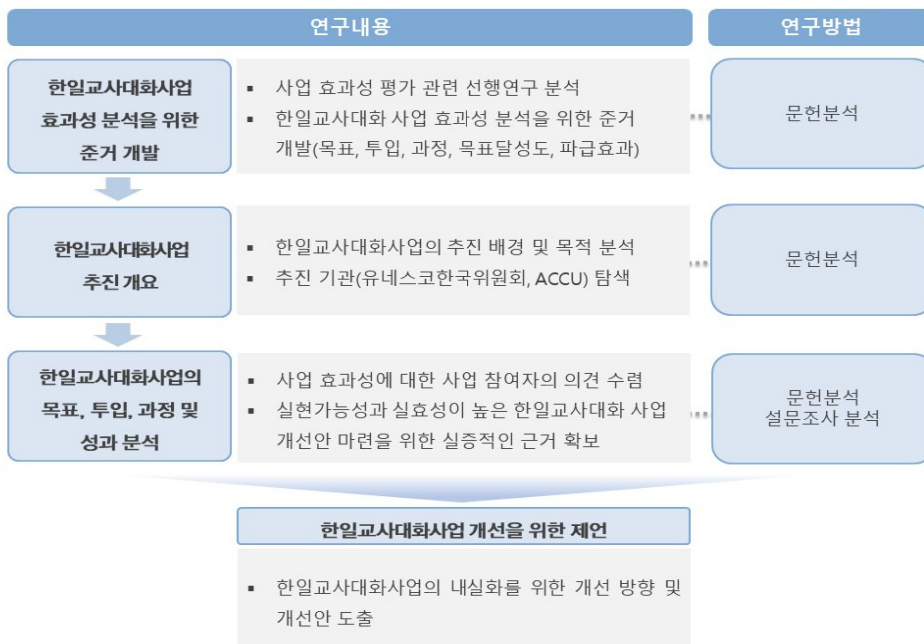 연구내용
연구방법
한일교사대화사업
효과성 분석을 위한
준거 개발
▪ 사업 효과성 평가 관련 선행연구 분석
▪ 한일교사대화 사업 효과성 분석을 위한 준거
개발(목표, 투입, 과정, 목표달성도, 파급효과)
문헌분석
한일교사대화사업
추진 개요
▪ 한일교사대화사업의 추진 배경 및 목적 분석
▪ 추진 기관(유네스코한국위원회, ACCU) 탐색
문헌분석
한일교사대화사업의
목표, 투입, 과정 및
성과 분석
▪ 사업 효과성에 대한 사업 참여자의 의견 수렴
▪ 실현가능성과 실효성이 높은 한일교사대화 사업
개선안 마련을 위한 실증적인 근거 확보
문헌분석
설문조사 분석
한일교사대화사업 개선을 위한 제언
▪ 한일교사대화사업의 내실화를 위한 개선 방향 및
개선안 도출